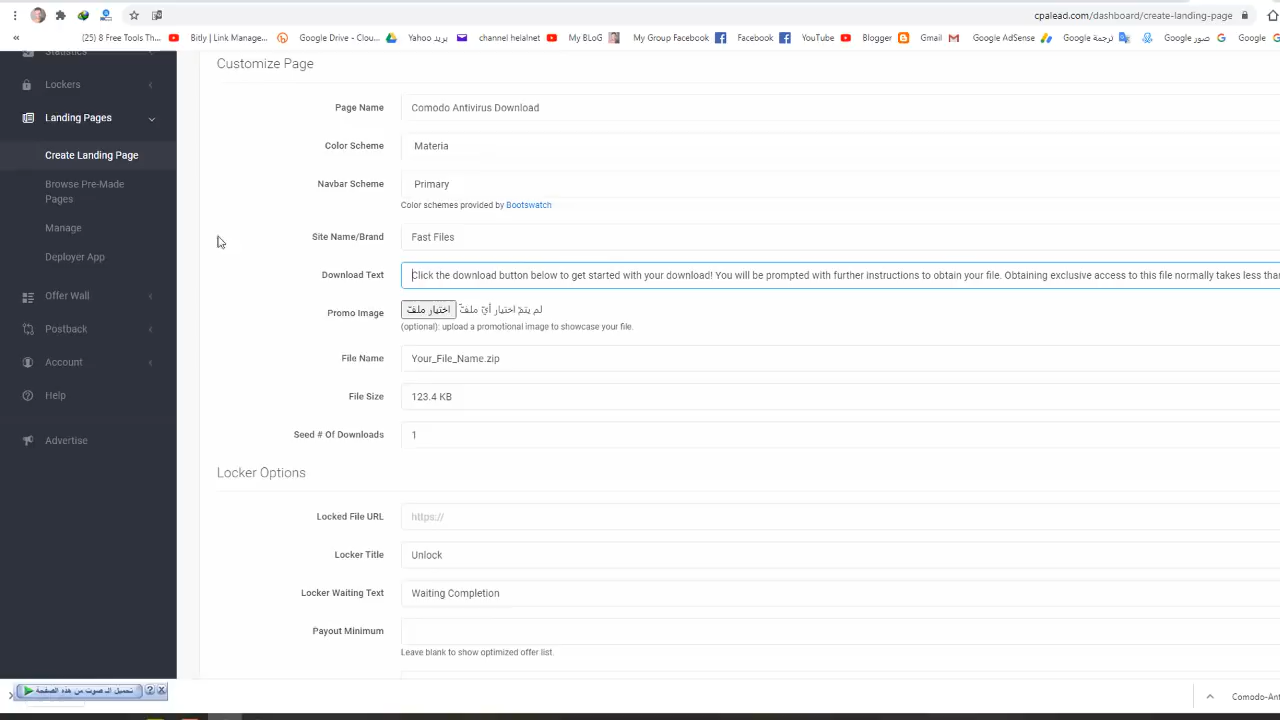 cpalead.com/dashboard/create-landing-page
(25) 8 Free Tools Th...
Bitly | Link Manage...
Google Drive - Clou...
بريد Yahoo
channel helalnet
My BLoG
My Group Facebook
Facebook
YouTube
Blogger
Gmail
Google AdSense
ترجمة Google
صور Google
Google
Statistics
Lockers
Landing Pages
Create Landing Page
Browse Pre-Made
Pages
Manage
Deployer App
Offer Wall
Postback
Account
Help
Advertise
Customize Page
Page Name
Comodo Antivirus Download
Color Scheme
Materia
Navbar Scheme
Primary
Color schemes provided by Bootswatch
Site Name/Brand
Fast Files
Download Text
Click the download button below to get started with your download! You will be prompted with further instructions to obtain your file. Obtaining exclusive access to this file normally takes less tha
Promo Image
اختيار ملفّ لم يتمّ اختيار أيّ ملفّ
(optional): upload a promotional image to showcase your file.
File Name
Your_File_Name.zip
File Size
123.4 KB
Seed # Of Downloads
1
Locker Options
Locked File URL
https://
Locker Title
Unlock
Locker Waiting Text
Waiting Completion
Payout Minimum
Leave blank to show optimized offer list.
تحميل الـ صوت من هذه الصفحة
Comodo-Ant